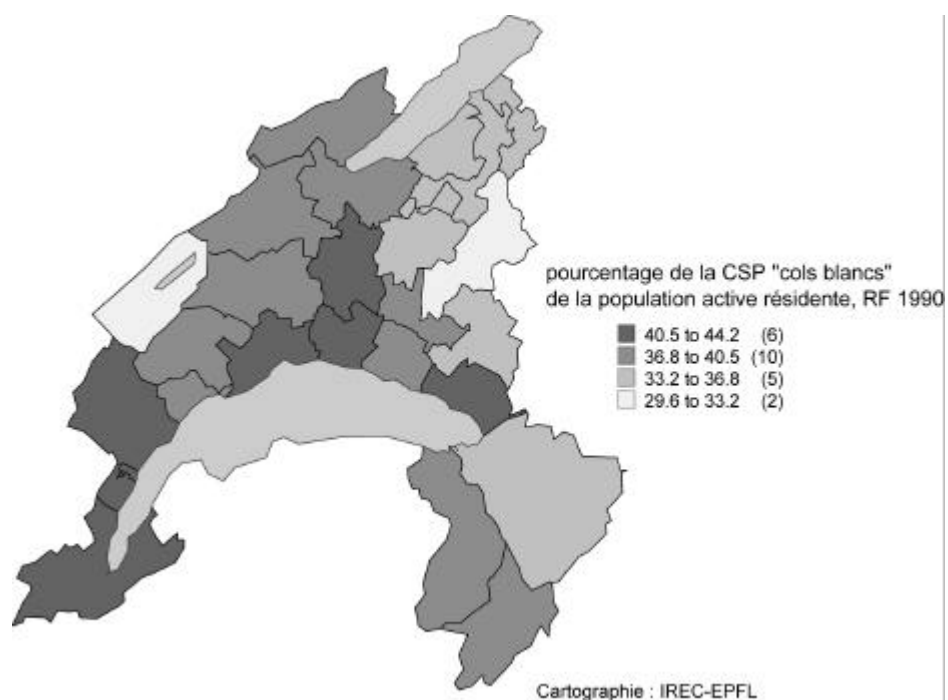 pourcentage de la CSP "cols blancs"
de la population active résidente, RF 1990
40.5 to 44.2 (6)
36.8 to 40.5 (10)
33.2 to 36.8 (5)
29.6 to 33.2 (2)
Cartographie : IREC-EPFL